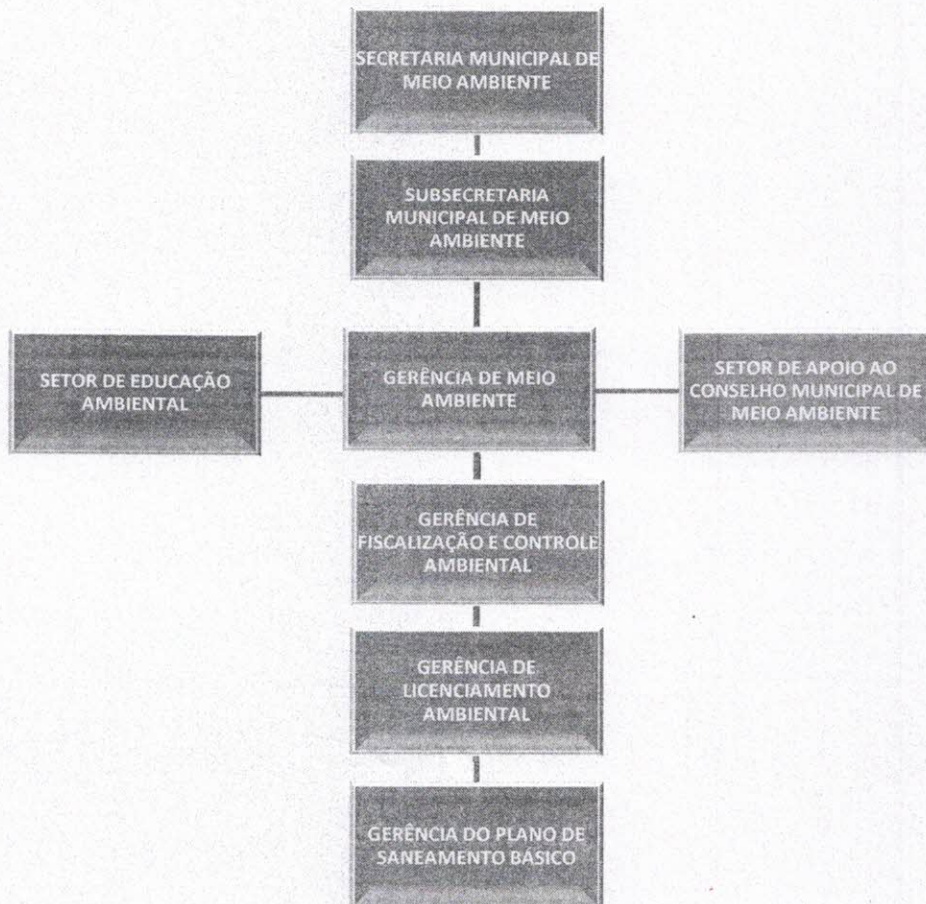 SECRETARIA MUNICIPAL DE
MEIO AMBIENTE
SUBSECRETARIA
MUNICIPAL DE MEIO
AMBIENTE
SETOR DE EDUCAÇÃO
AMBIENTAL
GERÊNCIA DE MEIO
AMBIENTE
SETOR DE APOIO AO
CONSELHO MUNICIPAL DE
MEIO AMBIENTE
GERÊNCIA DE
FISCALIZAÇÃO E CONTROLE
AMBIENTAL
GERÊNCIA DE
LICENCIAMENTO
AMBIENTAL
GERÊNCIA DO PLANO DE
SANEAMENTO BÁSICO